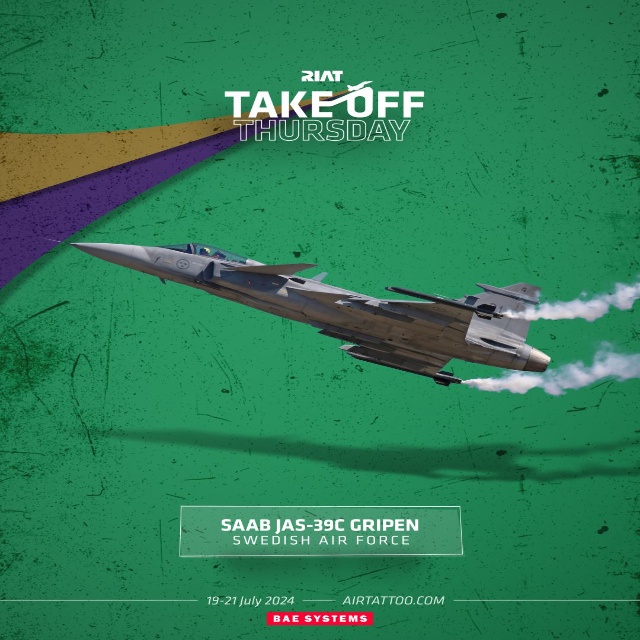 RIAT
TAKE OFF
THURSDAY
SAAB JAS-39C GRIPEN
SWEDISH AIR FORCE
19-21 July 2024
AIRTATTOO.COM
BAE SYSTEMS